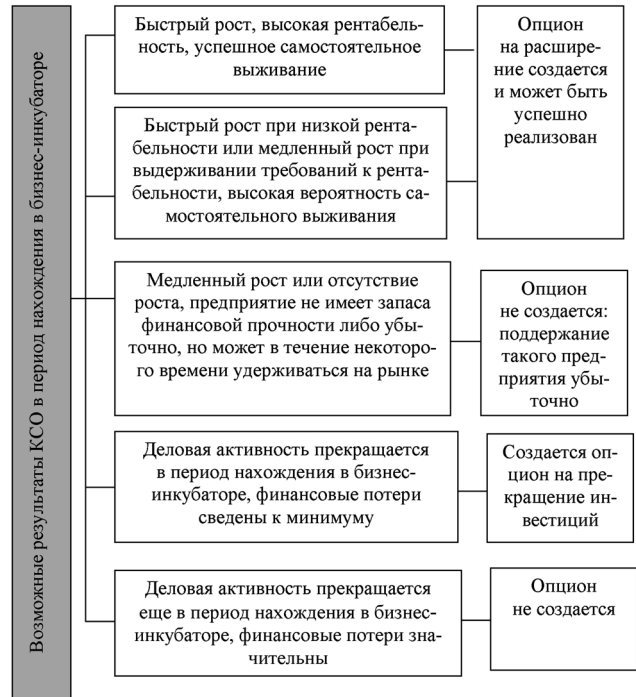 Возможные результаты КСО в период нахождения в бизнес-инкубаторе
Быстрый рост, высокая рентабель-
ность, успешное самостоятельное
выживание
Опцион
на расшире-
ние создается
и может быть
успешно
реализован
Быстрый рост при низкой рента-
бельности или медленный рост при
выдерживании требований к рента-
бельности, высокая вероятность са-
мостоятельного выживания
Медленный рост или отсутствие
роста, предприятие не имеет запаса
финансовой прочности либо убы-
точно, но может в течение некоторо-
го времени удерживаться на рынке
Опцион
не создается:
поддержание
такого пред-
приятия убы-
точно
Деловая активность прекращается
в период нахождения в бизнес-
инкубаторе, финансовые потери
сведены к минимуму
Создается оп-
цион на пре-
кращение ин-
вестиций
Деловая активность прекращается
еще в период нахождения в бизнес-
инкубаторе, финансовые потери зна-
чительны
Опцион
не создается